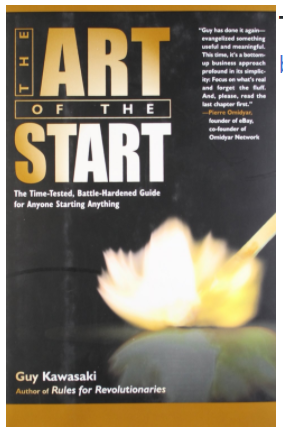 THE
ART
OF THE
START
The Time-Tested, Battle-Hardened Guide
for Anyone Starting Anything
"Guy has done it again—
evangelized something
useful and meaningful.
This time, it's a bottom-
up business approach
profound in its simplic-
ity: Focus on what's real
and forget the fluff.
And, please, read the
last chapter first."
—Pierre Omidyar,
founder of eBay,
co-founder of
Omidyar Network
Guy Kawasaki
Author of Rules for Revolutionaries